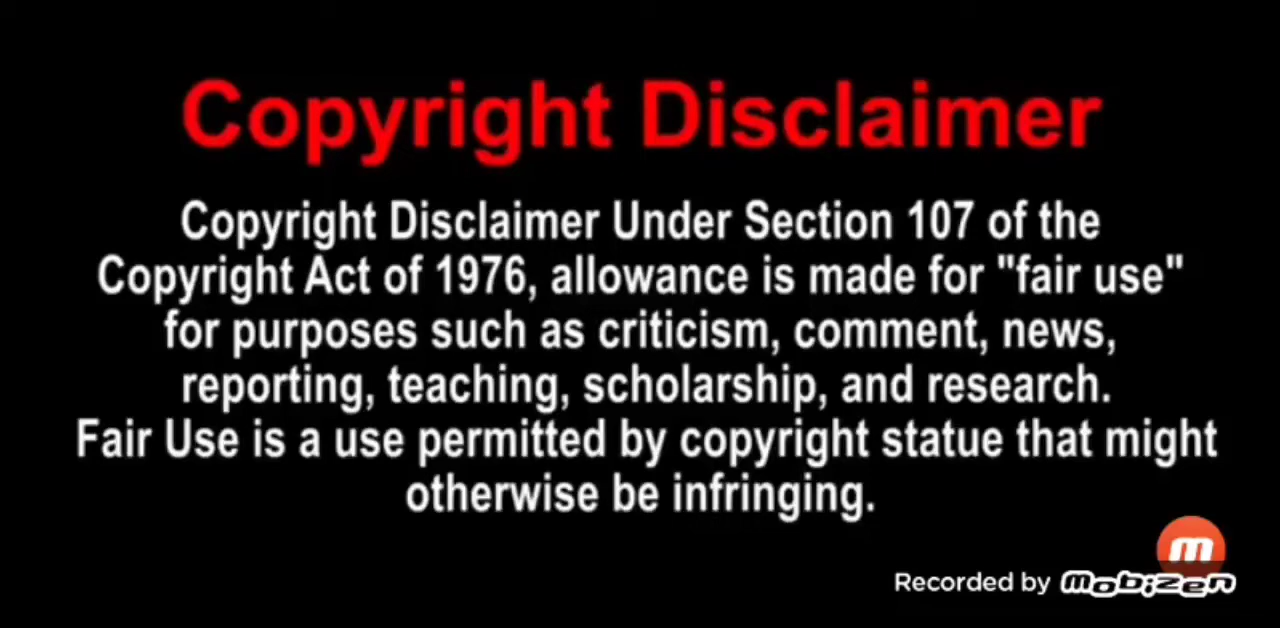 Copyright Disclaimer
Copyright Disclaimer Under Section 107 of the
Copyright Act of 1976, allowance is made for "fair use"
for purposes such as criticism, comment, news,
reporting, teaching, scholarship, and research.
Fair Use is a use permitted by copyright statue that might
otherwise be infringing.
m
Recorded by mobizen